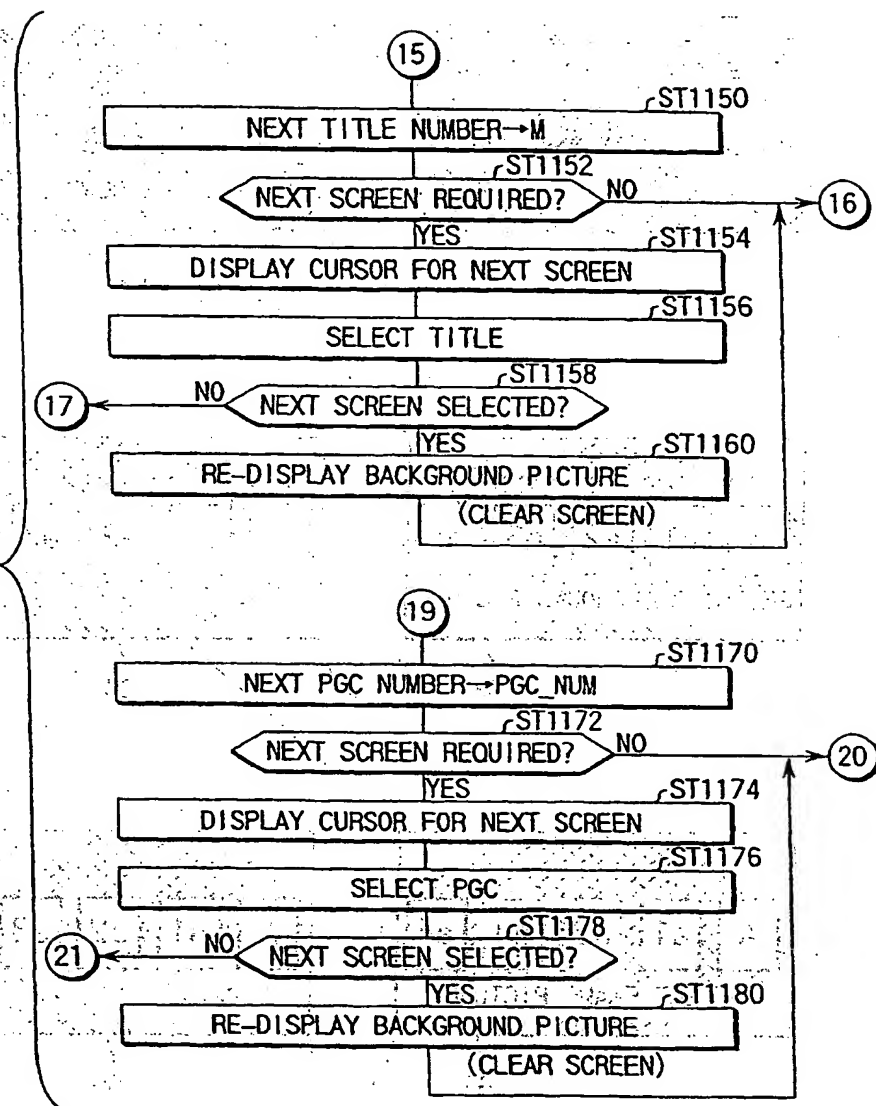 15
ST1150
NEXT TITLE NUMBER→M
ST1152
NEXT SCREEN REQUIRED?
NO
16
YES
ST1154
DISPLAY CURSOR FOR NEXT SCREEN
ST1156
SELECT TITLE
ST1158
17
NO
NEXT SCREEN SELECTED?
YES
ST1160
RE-DISPLAY BACKGROUND PICTURE
(CLEAR SCREEN)
19
ST1170
NEXT PGC NUMBER→PGC_NUM
ST1172
NEXT SCREEN REQUIRED?
NO
20
YES
ST1174
DISPLAY CURSOR FOR NEXT SCREEN
ST1176
SELECT PGC
ST1178
21
NO
NEXT SCREEN SELECTED?
YES
ST1180
RE-DISPLAY BACKGROUND PICTURE
(CLEAR SCREEN)